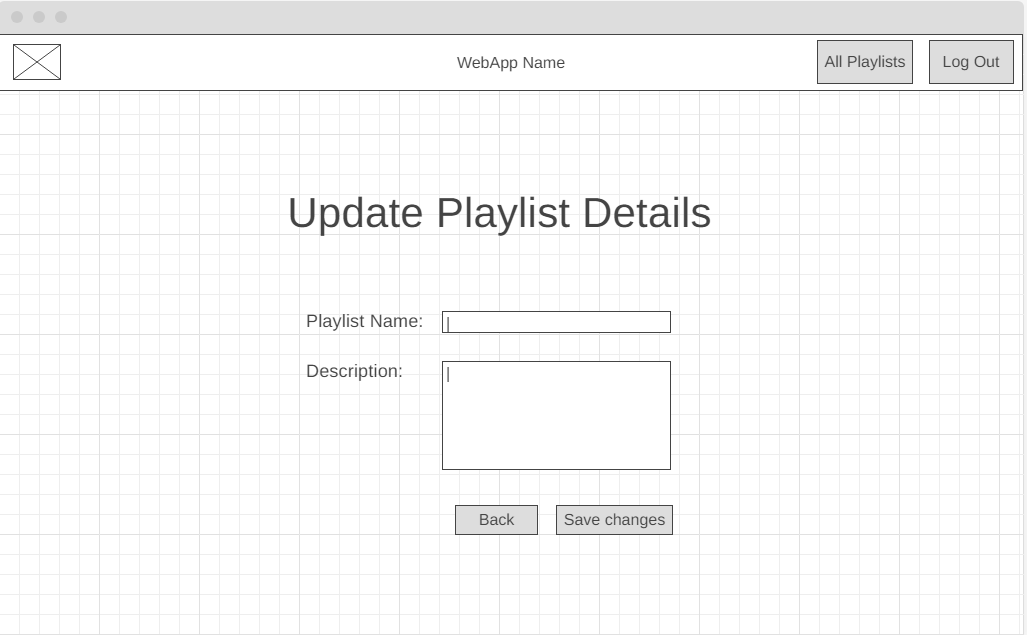 WebApp Name
All Playlists
Log Out
Update Playlist Details
Playlist Name:
Description:
Back
Save changes